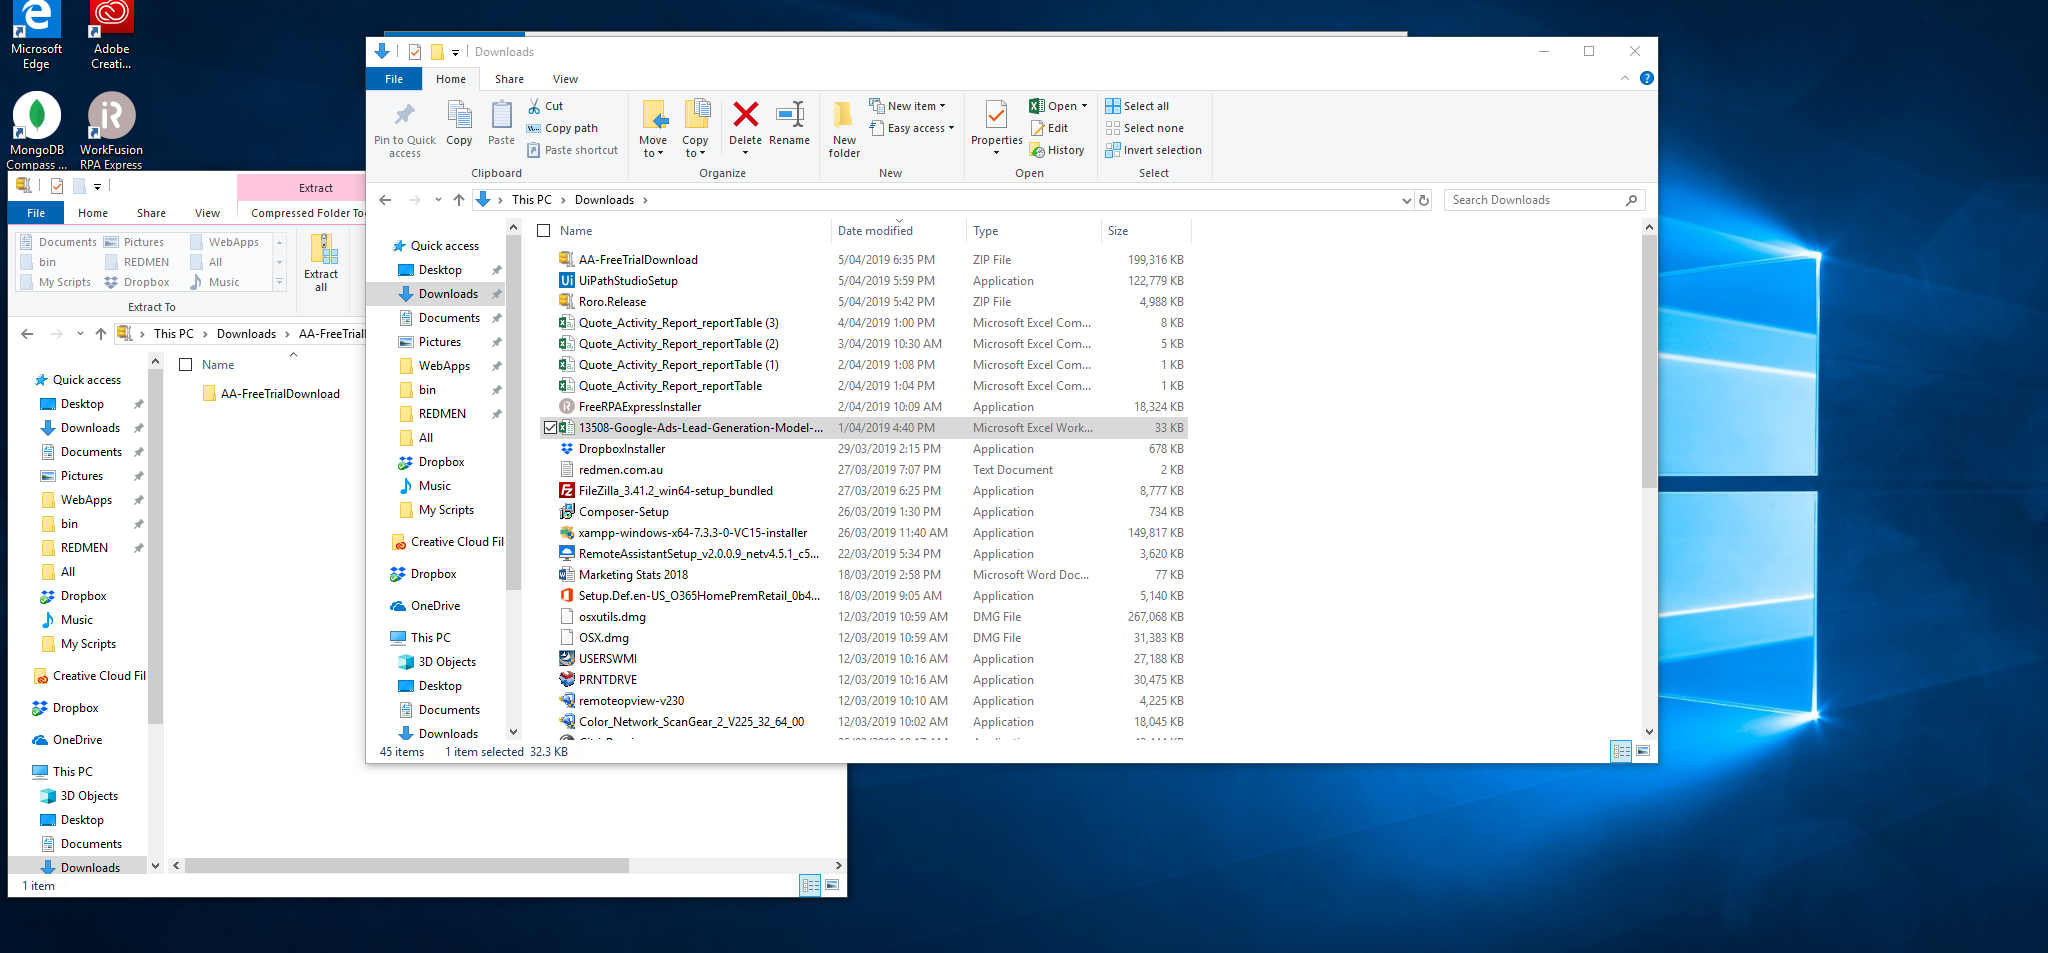 Microsoft Edge
Adobe Creati...
MongoDB Compass ...
WorkFusion RPA Express
Extract
File
Home
Share
View
Compressed Folder Too
Documents
Pictures
WebApps
bin
REDMEN
All
My Scripts
Dropbox
Music
Extract all
Extract To
This PC
Downloads
AA-FreeTrial
Quick access
Desktop
Downloads
Documents
Pictures
WebApps
bin
REDMEN
All
Dropbox
Music
My Scripts
Creative Cloud Fil
Dropbox
OneDrive
This PC
3D Objects
Desktop
Documents
Downloads
Name
AA-FreeTrialDownload
1 item
Downloads
File
Home
Share
View
Pin to Quick access
Copy
Paste
Cut
Copy path
Paste shortcut
Clipboard
Move to
Copy to
Delete
Rename
Organize
New folder
New item
Easy access
New
Properties
Open
Edit
History
Open
Select all
Select none
Invert selection
Select
This PC
Downloads
Search Downloads
Quick access
Desktop
Downloads
Documents
Pictures
WebApps
bin
REDMEN
All
Dropbox
Music
My Scripts
Creative Cloud Fil
Dropbox
OneDrive
This PC
3D Objects
Desktop
Documents
Downloads
Name Date modified Type Size
AA-FreeTrialDownload 5/04/2019 6:35 PM ZIP File 199,316 KB
UiPathStudioSetup 5/04/2019 5:59 PM Application 122,779 KB
Roro.Release 5/04/2019 5:42 PM ZIP File 4,988 KB
Quote_Activity_Report_reportTable (3) 4/04/2019 1:00 PM Microsoft Excel Com... 8 KB
Quote_Activity_Report_reportTable (2) 3/04/2019 10:30 AM Microsoft Excel Com... 5 KB
Quote_Activity_Report_reportTable (1) 2/04/2019 1:08 PM Microsoft Excel Com... 1 KB
Quote_Activity_Report_reportTable 2/04/2019 1:04 PM Microsoft Excel Com... 1 KB
FreeRPAExpressInstaller 2/04/2019 10:09 AM Application 18,324 KB
13508-Google-Ads-Lead-Generation-Model-... 1/04/2019 4:40 PM Microsoft Excel Work... 33 KB
DropboxInstaller 29/03/2019 2:15 PM Application 678 KB
redmen.com.au 27/03/2019 7:07 PM Text Document 2 KB
FileZilla_3.41.2_win64-setup_bundled 27/03/2019 6:25 PM Application 8,777 KB
Composer-Setup 26/03/2019 1:30 PM Application 734 KB
xampp-windows-x64-7.3.3-0-VC15-installer 26/03/2019 11:40 AM Application 149,817 KB
RemoteAssistantSetup_v2.0.0.9_netv4.5.1_c5... 22/03/2019 5:34 PM Application 3,620 KB
Marketing Stats 2018 18/03/2019 2:58 PM Microsoft Word Doc... 77 KB
Setup.Def.en-US_O365HomePremRetail_0b4... 18/03/2019 9:05 AM Application 5,140 KB
osxutils.dmg 12/03/2019 10:59 AM DMG File 267,068 KB
OSX.dmg 12/03/2019 10:59 AM DMG File 31,383 KB
USERSWMI 12/03/2019 10:16 AM Application 27,188 KB
PRNTDRVE 12/03/2019 10:16 AM Application 30,475 KB
remoteopview-v230 12/03/2019 10:10 AM Application 4,225 KB
Color_Network_ScanGear_2_V225_32_64_00 12/03/2019 10:02 AM Application 18,045 KB
45 items 1 item selected 32.3 KB